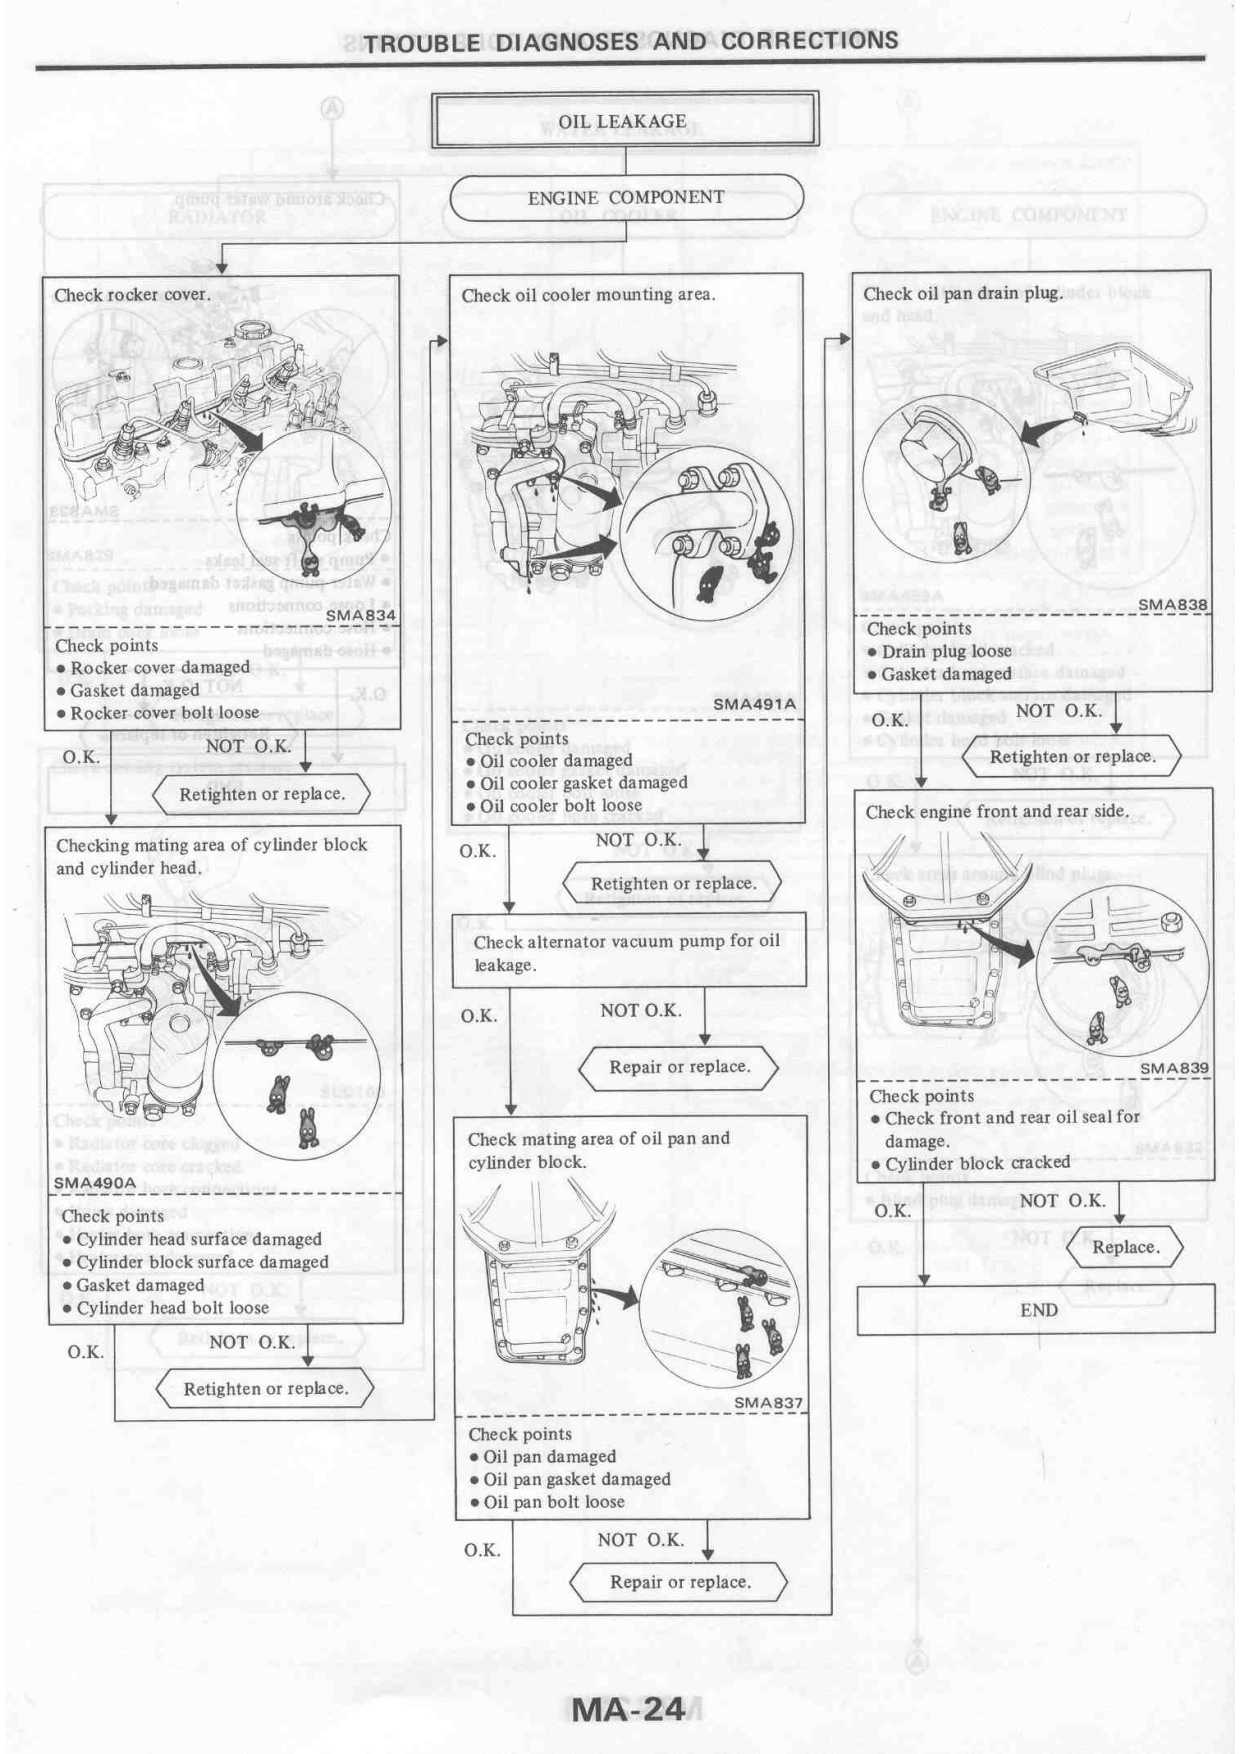 TROUBLE DIAGNOSES AND CORRECTIONS
OIL LEAKAGE
ENGINE COMPONENT
Check rocker cover.
SMA834
Check points
● Rocker cover damaged
● Gasket damaged
● Rocker cover bolt loose
O.K.
NOT O.K.
Retighten or replace.
Checking mating area of cylinder block
and cylinder head.
SMA490A
Check points
● Cylinder head surface damaged
● Cylinder block surface damaged
● Gasket damaged
● Cylinder head bolt loose
O.K.
NOT O.K.
Retighten or replace.
Check oil cooler mounting area.
SMA491A
Check points
● Oil cooler damaged
● Oil cooler gasket damaged
● Oil cooler bolt loose
O.K.
NOT O.K.
Retighten or replace.
Check alternator vacuum pump for oil
leakage.
O.K.
NOT O.K.
Repair or replace.
Check mating area of oil pan and
cylinder block.
SMA837
Check points
● Oil pan damaged
● Oil pan gasket damaged
● Oil pan bolt loose
O.K.
NOT O.K.
Repair or replace.
Check oil pan drain plug.
SMA838
Check points
● Drain plug loose
● Gasket damaged
O.K.
NOT O.K.
Retighten or replace.
Check engine front and rear side.
SMA839
Check points
● Check front and rear oil seal for
damage.
● Cylinder block cracked
O.K.
NOT O.K.
Replace.
END
MA-24